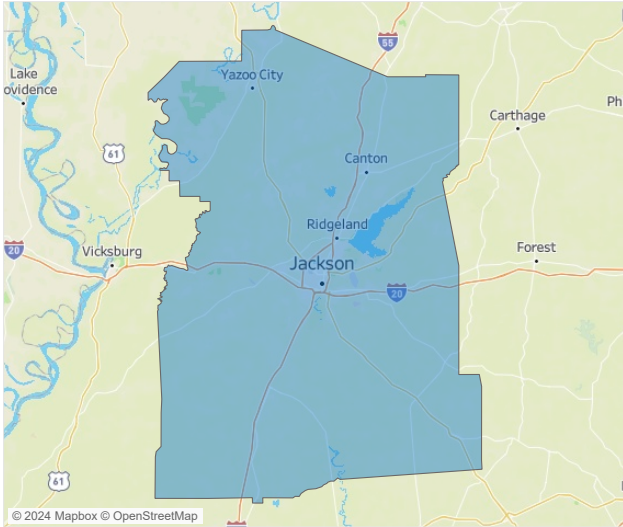 55
Lake
ovidence
Yazoo City
Carthage
Ph
61
Canton
Ridgeland
20
Vicksburg
Forest
Jackson
20
61
© 2024 Mapbox © OpenStreetMap